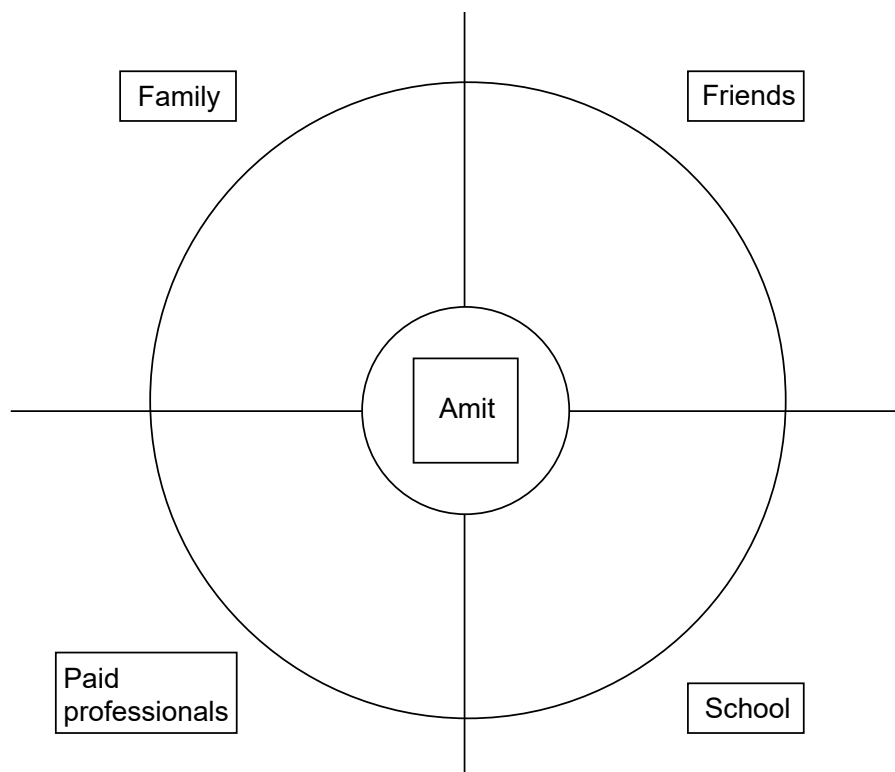 Family
Friends
Amit
Paid
professionals
School